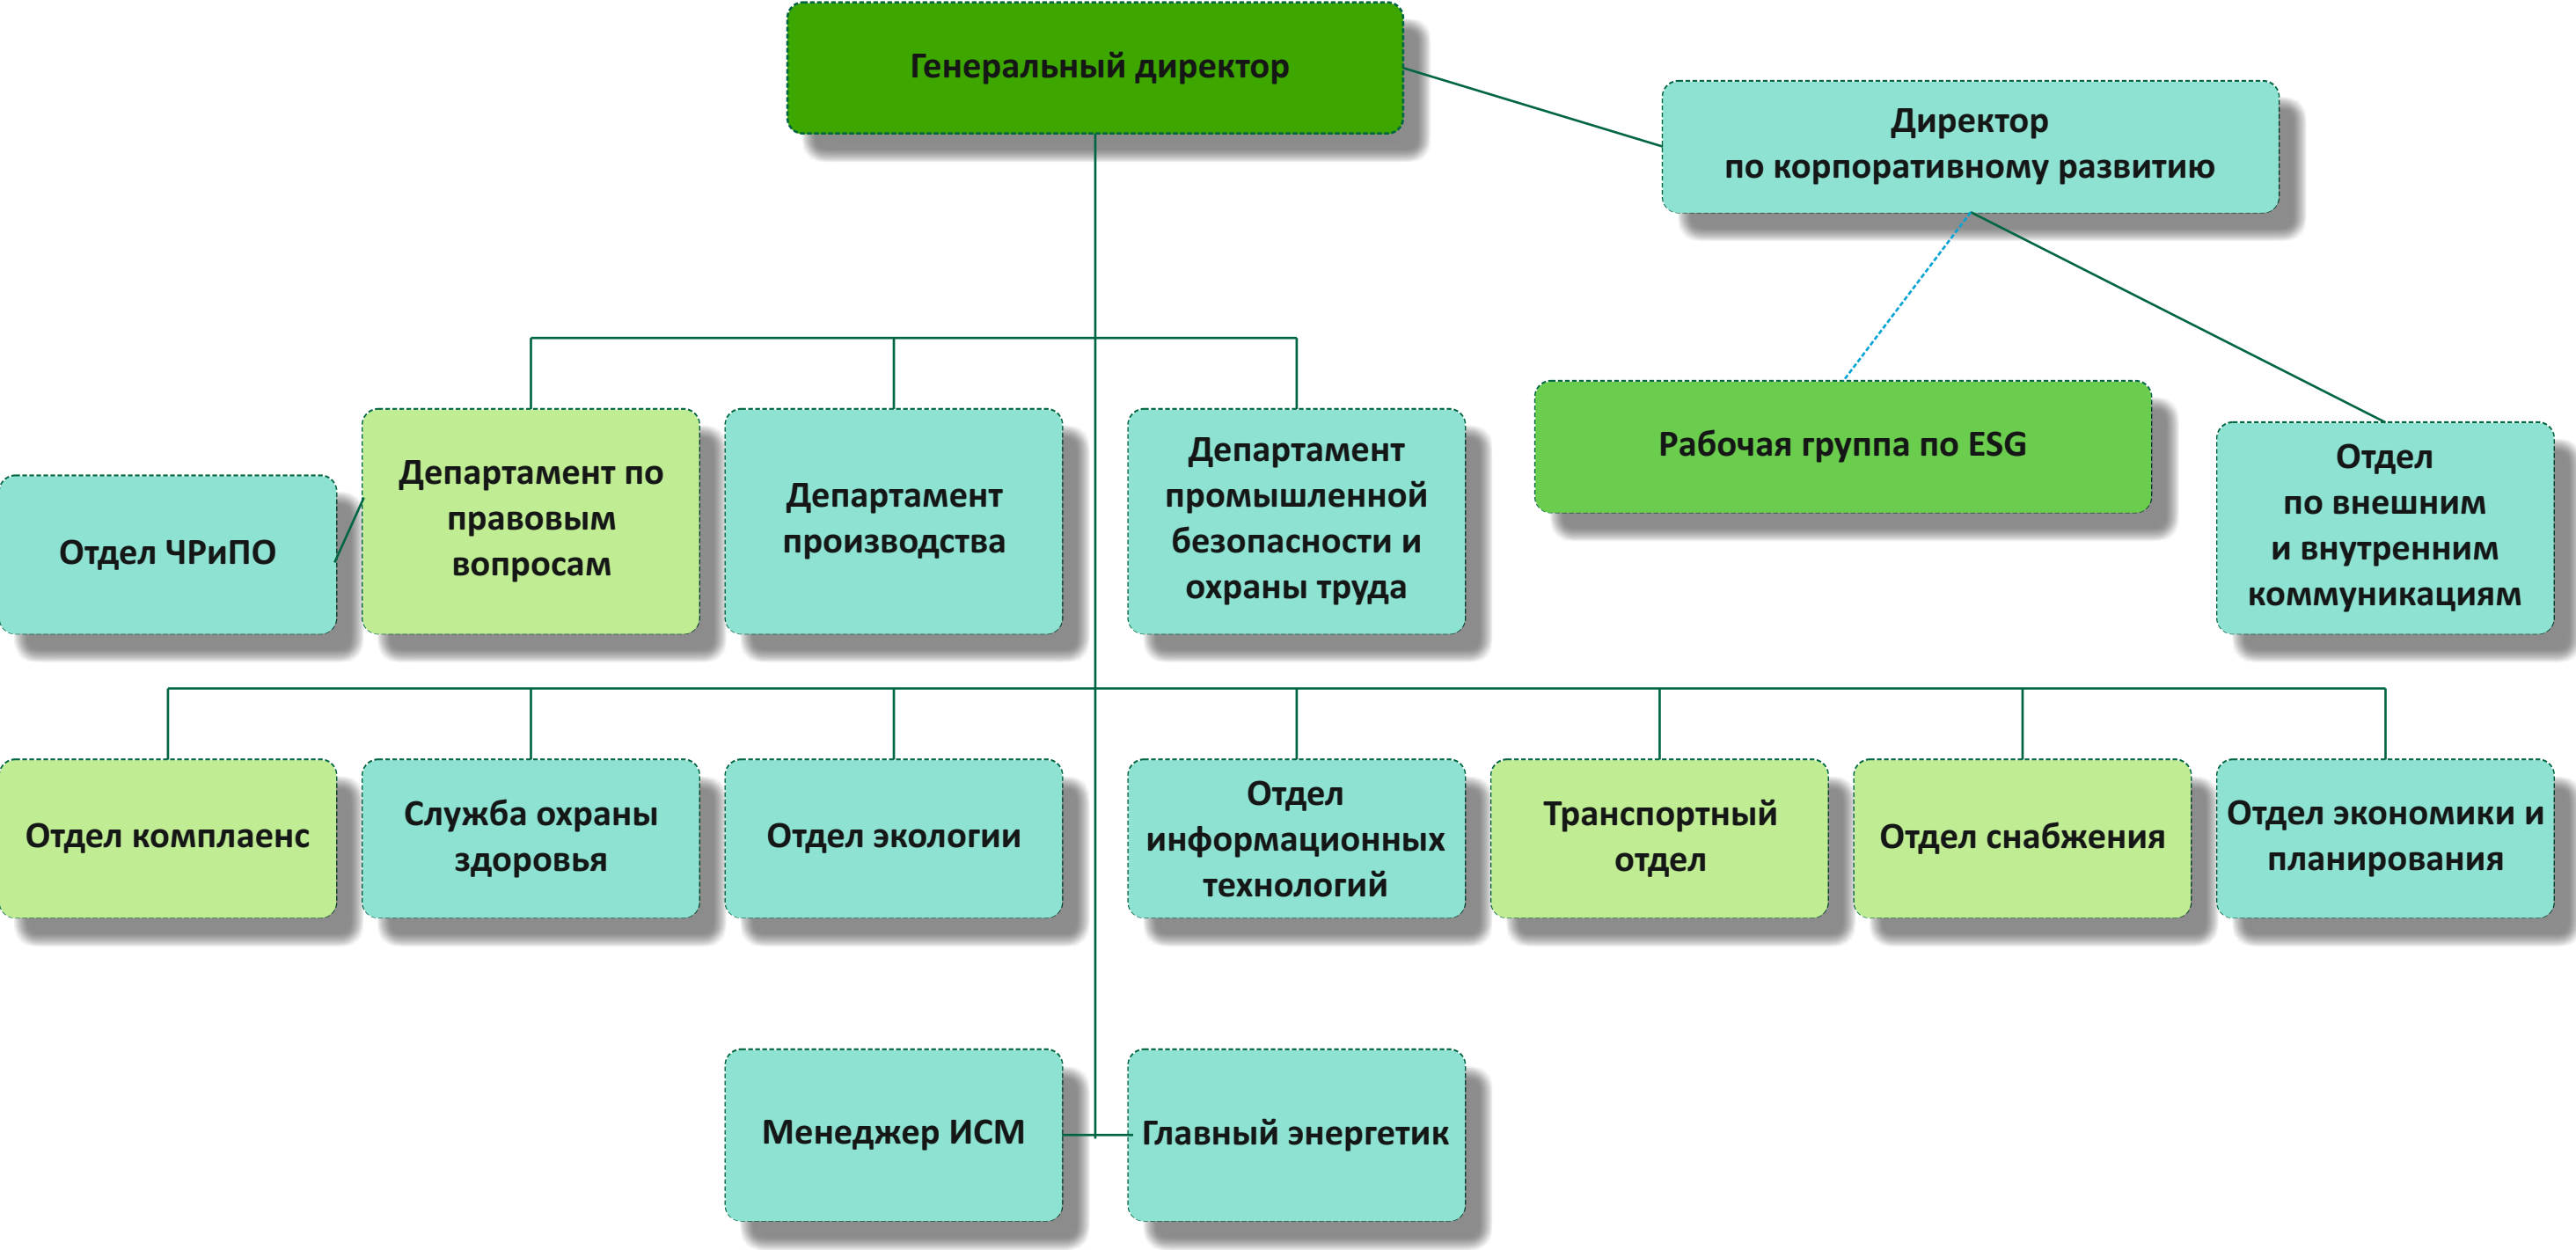 Генеральный директор
Директор
по корпоративному развитию
Рабочая группа по ESG
Отдел
по внешним
и внутренним
коммуникациям
Отдел ЧРиПО
Департамент по
правовым
вопросам
Департамент
производства
Департамент
промышленной
безопасности и
охраны труда
Отдел комплаенс
Служба охраны
здоровья
Отдел экологии
Отдел
информационных
технологий
Транспортный
отдел
Отдел снабжения
Отдел экономики и
планирования
Менеджер ИСМ
Главный энергетик